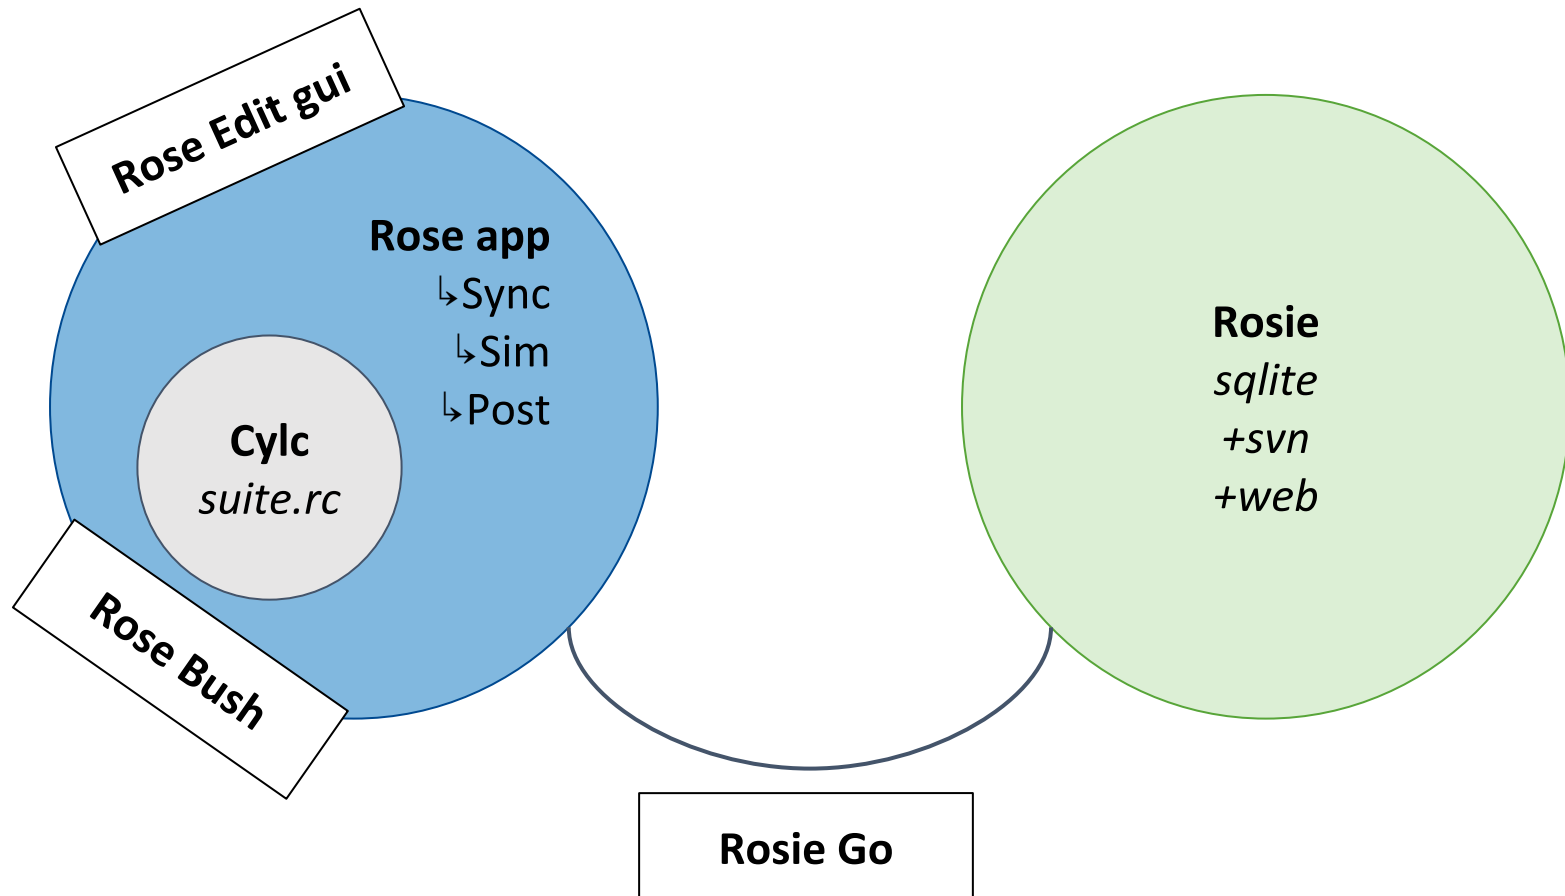 Rose Edit gui
Rose app
↳Sync
↳Sim
↳Post
Cylc
suite.rc
Rose Bush
Rosie
sqlite
+svn
+web
Rosie Go